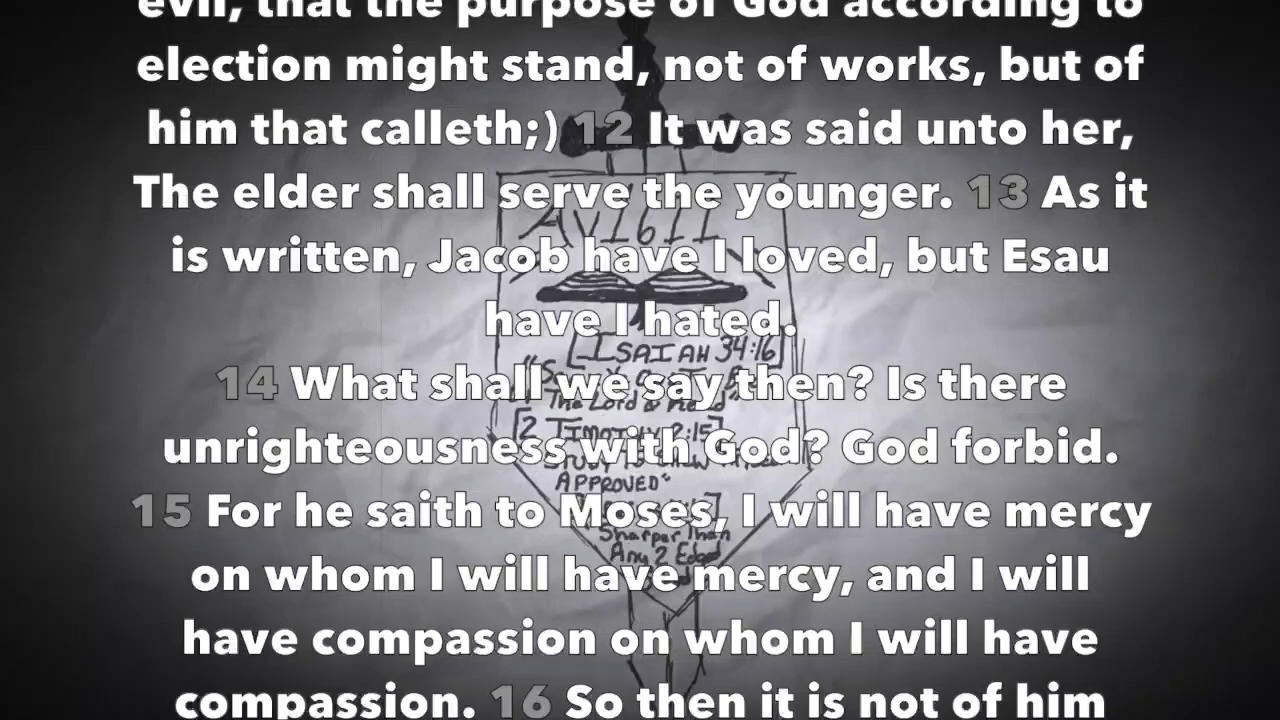 evil, that the purpose of God according to
election might stand, not of works, but of
him that calleth;) 12 It was said unto her,
The elder shall serve the younger. 13 As it
is written, Jacob have I loved, but Esau
have I hated.
14 What shall we say then? Is there
unrighteousness with God? God forbid.
15 For he saith to Moses, I will have mercy
on whom I will have mercy, and I will
have compassion on whom I will have
compassion. 16 So then it is not of him
AV1611
[ISAIAH 34:16]
The Lord & Read"
[2 TIMOTHY 2:15]
APPROVED"
Sharper Than
Any 2 Edged